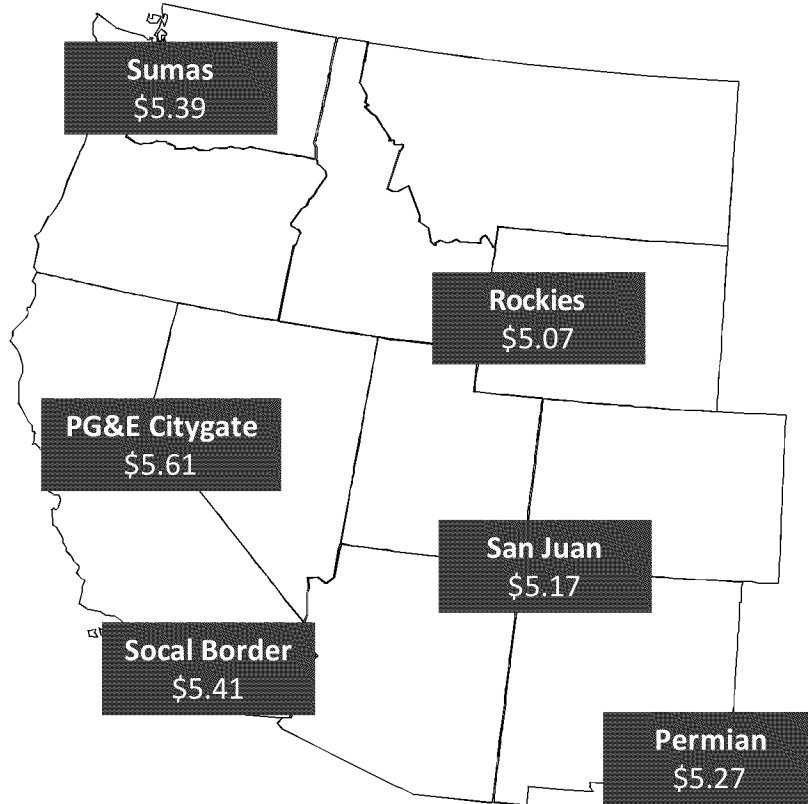 Sumas
$5.39
Rockies
$5.07
PG&E Citygate
$5.61
San Juan
$5.17
Socal Border
$5.41
Permian
$5.27